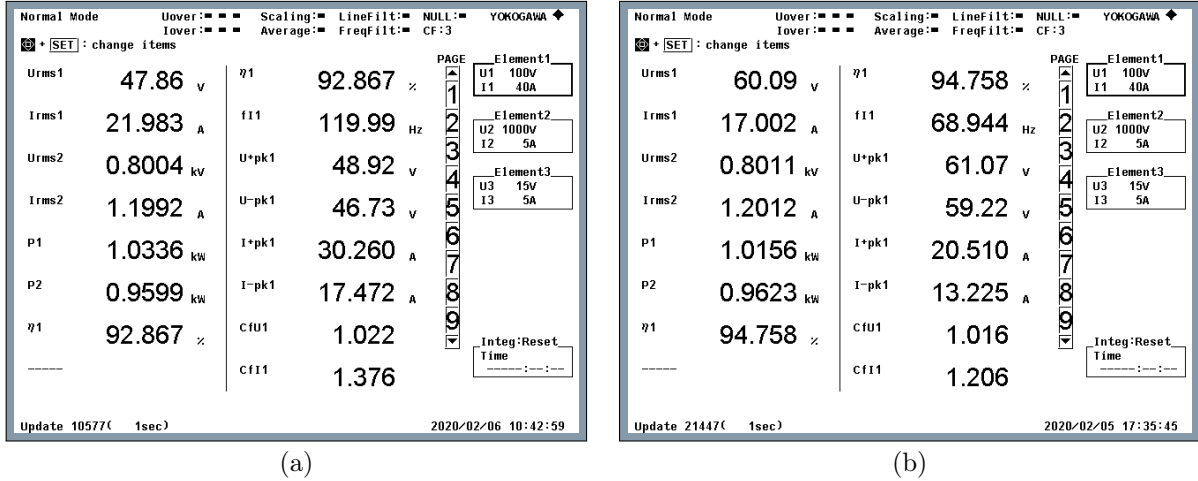 Normal Mode Uover:= = = Scaling:= LineFilt:= NULL:= YOKOGAWA ◆
Iover:= = = Average:= FreqFilt:= CF:3
+ SET : change items
PAGE
Urms1 47.86 V
Irms1 21.983 A
Urms2 0.8004 kV
Irms2 1.1992 A
P1 1.0336 kW
P2 0.9599 kW
η1 92.867 %
-----
η1 92.867 %
fI1 119.99 Hz
U+pk1 48.92 V
U-pk1 46.73 V
I+pk1 30.260 A
I-pk1 17.472 A
CfU1 1.022
CfI1 1.376
1
2
3
4
5
6
7
8
9
Element1
U1 100V
I1 40A
Element2
U2 1000V
I2 5A
Element3
U3 15V
I3 5A
Integ:Reset
Time
-----:--:--
Update 10577( 1sec) 2020/02/06 10:42:59
(a)
Normal Mode Uover:= = = Scaling:= LineFilt:= NULL:= YOKOGAWA ◆
Iover:= = = Average:= FreqFilt:= CF:3
+ SET : change items
PAGE
Urms1 60.09 V
Irms1 17.002 A
Urms2 0.8011 kV
Irms2 1.2012 A
P1 1.0156 kW
P2 0.9623 kW
η1 94.758 %
-----
η1 94.758 %
fI1 68.944 Hz
U+pk1 61.07 V
U-pk1 59.22 V
I+pk1 20.510 A
I-pk1 13.225 A
CfU1 1.016
CfI1 1.206
1
2
3
4
5
6
7
8
9
Element1
U1 100V
I1 40A
Element2
U2 1000V
I2 5A
Element3
U3 15V
I3 5A
Integ:Reset
Time
-----:--:--
Update 21447( 1sec) 2020/02/05 17:35:45
(b)